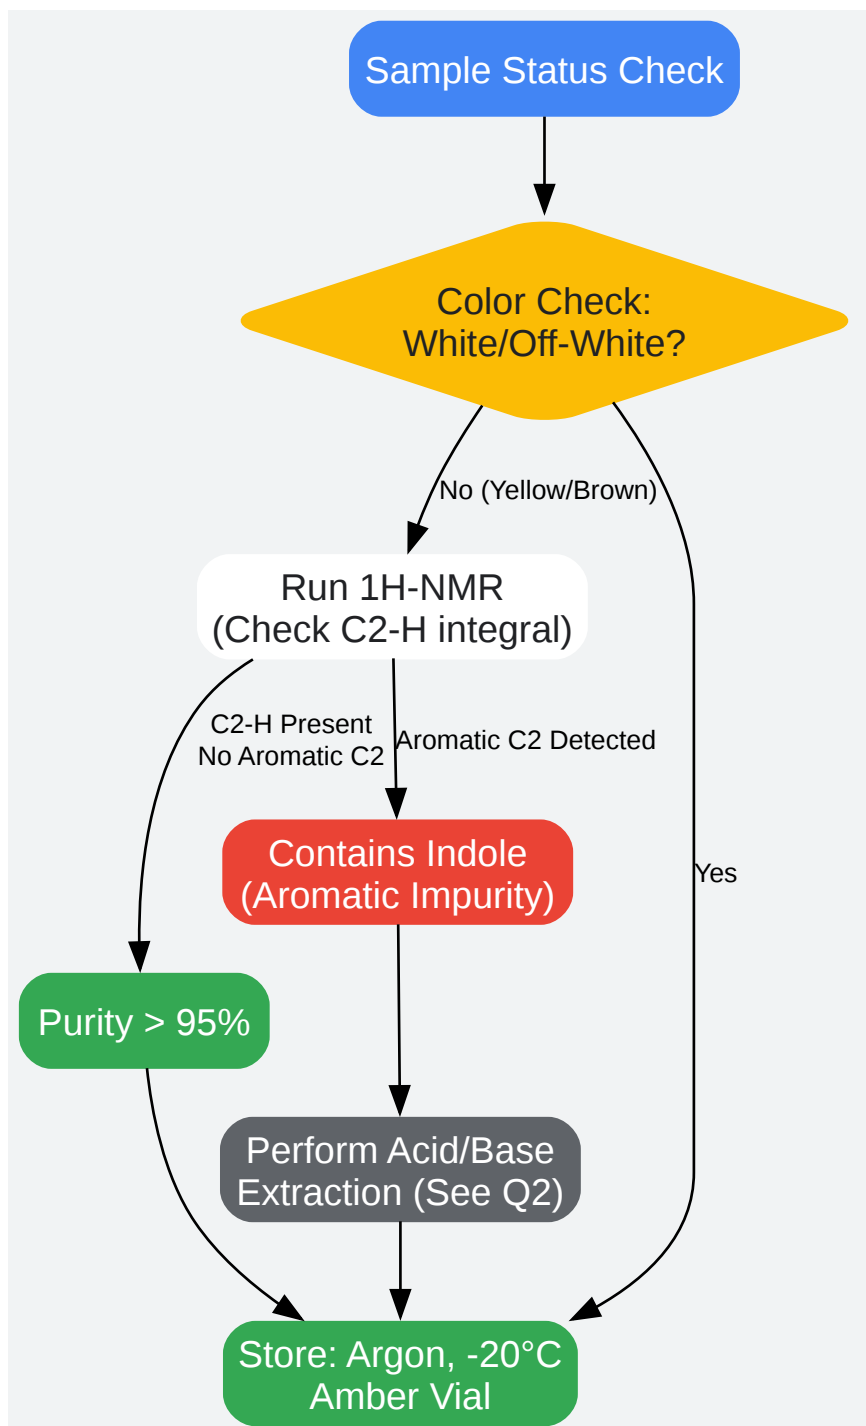 Sample Status Check
Color Check:
White/Off-White?
No (Yellow/Brown)
Run 1H-NMR
(Check C2-H integral)
C2-H Present
No Aromatic C2
Aromatic C2 Detected
Contains Indole
(Aromatic Impurity)
Yes
Purity > 95%
Perform Acid/Base
Extraction (See Q2)
Store: Argon, -20°C
Amber Vial